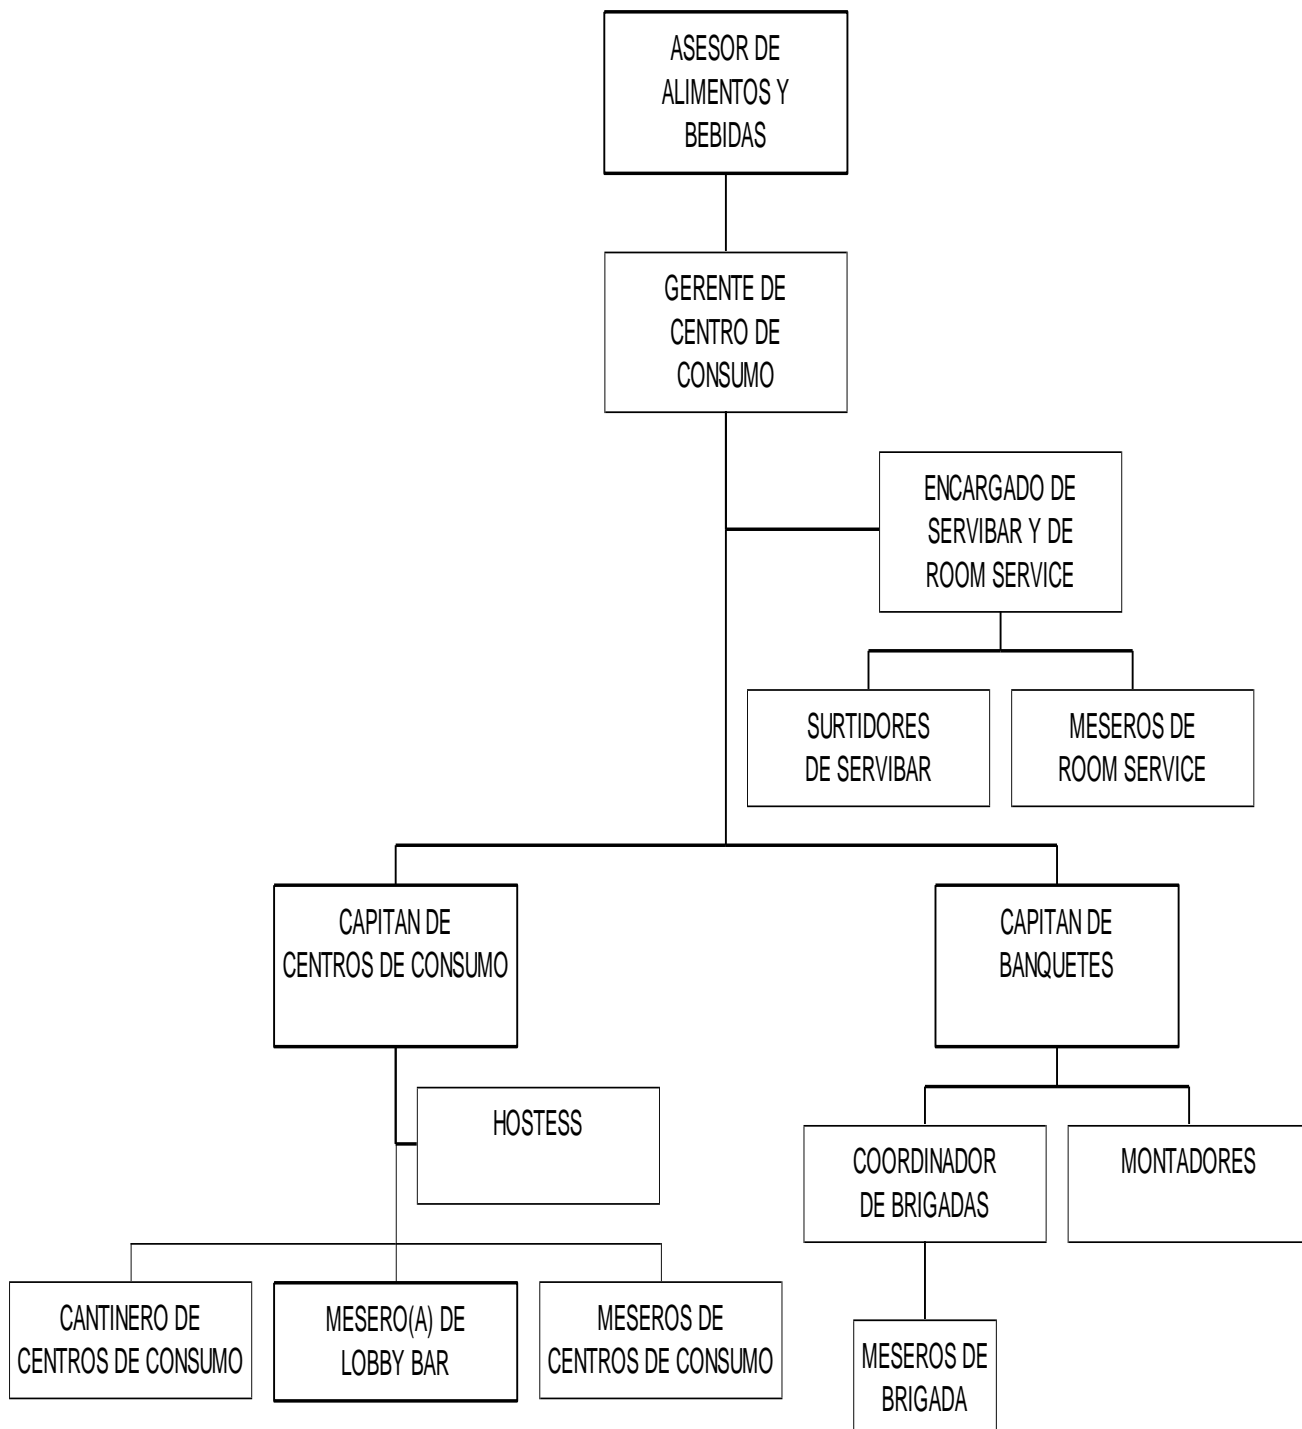 ASESOR DE
ALIMENTOS Y
BEBIDAS
GERENTE DE
CENTRO DE
CONSUMO
ENCARGADO DE
SERVIBAR Y DE
ROOM SERVICE
SURTIDORES
DE SERVIBAR
MESEROS DE
ROOM SERVICE
CAPITAN DE
CENTROS DE CONSUMO
CAPITAN DE
BANQUETES
HOSTESS
COORDINADOR
DE BRIGADAS
MONTADORES
CANTINERO DE
CENTROS DE CONSUMO
MESERO(A) DE
LOBBY BAR
MESEROS DE
CENTROS DE CONSUMO
MESEROS DE
BRIGADA